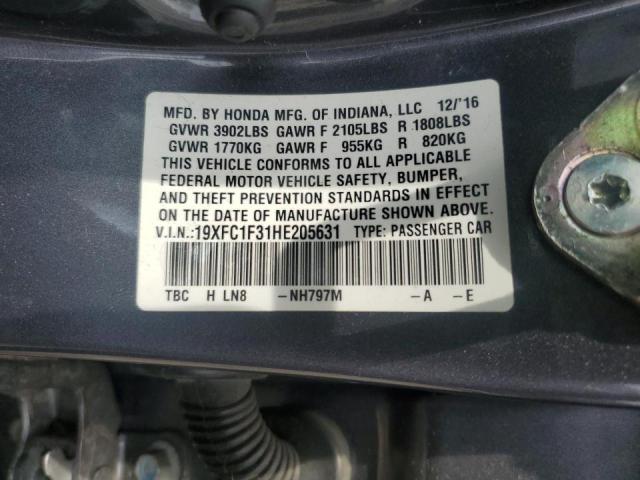 MFD. BY HONDA MFG. OF INDIANA, LLC 12/'16
GVWR 3902LBS GAWR F 2105LBS R 1808LBS
GVWR 1770KG GAWR F 955KG R 820KG
THIS VEHICLE CONFORMS TO ALL APPLICABLE
FEDERAL MOTOR VEHICLE SAFETY, BUMPER,
AND THEFT PREVENTION STANDARDS IN EFFECT
ON THE DATE OF MANUFACTURE SHOWN ABOVE.
V.I.N.:19XFC1F31HE205631 TYPE: PASSENGER CAR
TBC H LN8 -NH797M -A -E